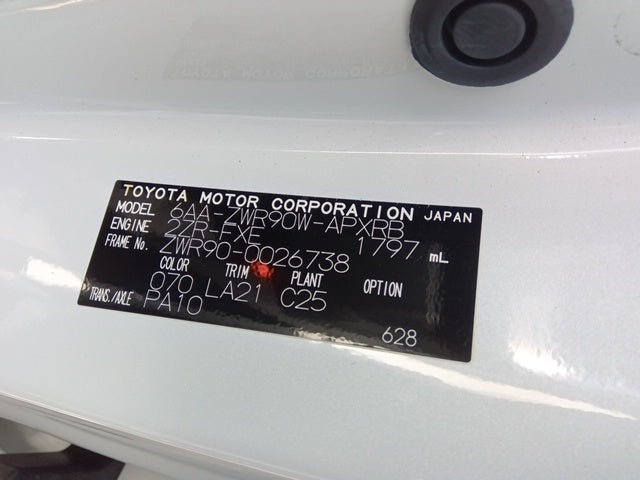 TOYOTA MOTOR CORPORATION JAPAN
MODEL 6AA-ZWR90W-APXRB
ENGINE 2ZR-FXE 1797 mL
FRAME No. ZWR90-0026738
COLOR TRIM PLANT OPTION
070 LA21 C25
TRANS./AXLE PA10
628